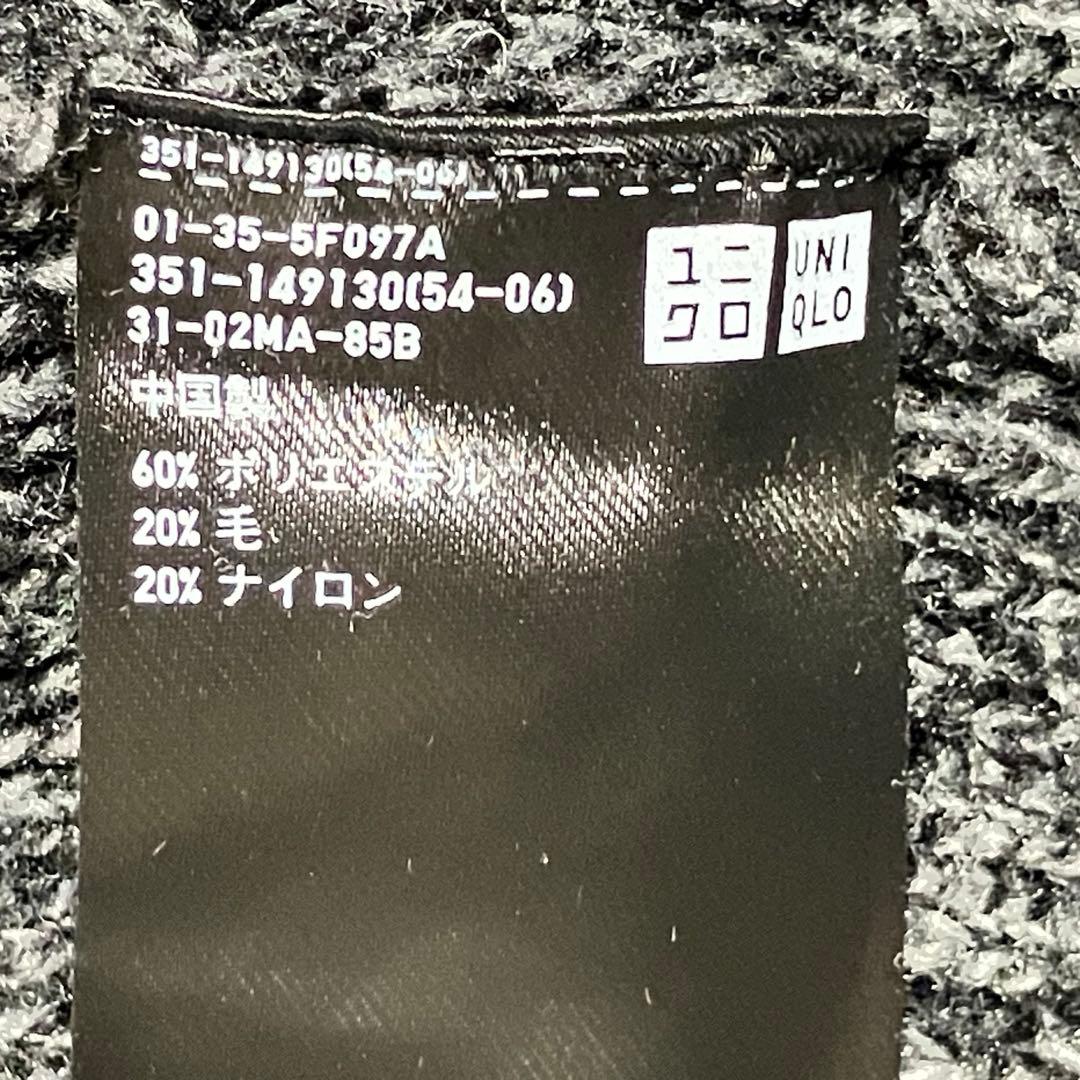 351-149130(54-06)
01-35-5F097A
351-149130(54-06)
31-02MA-85B
中国製
60% ポリエステル
20% 毛
20% ナイロン
ユニ
クロ
UNI
QLO